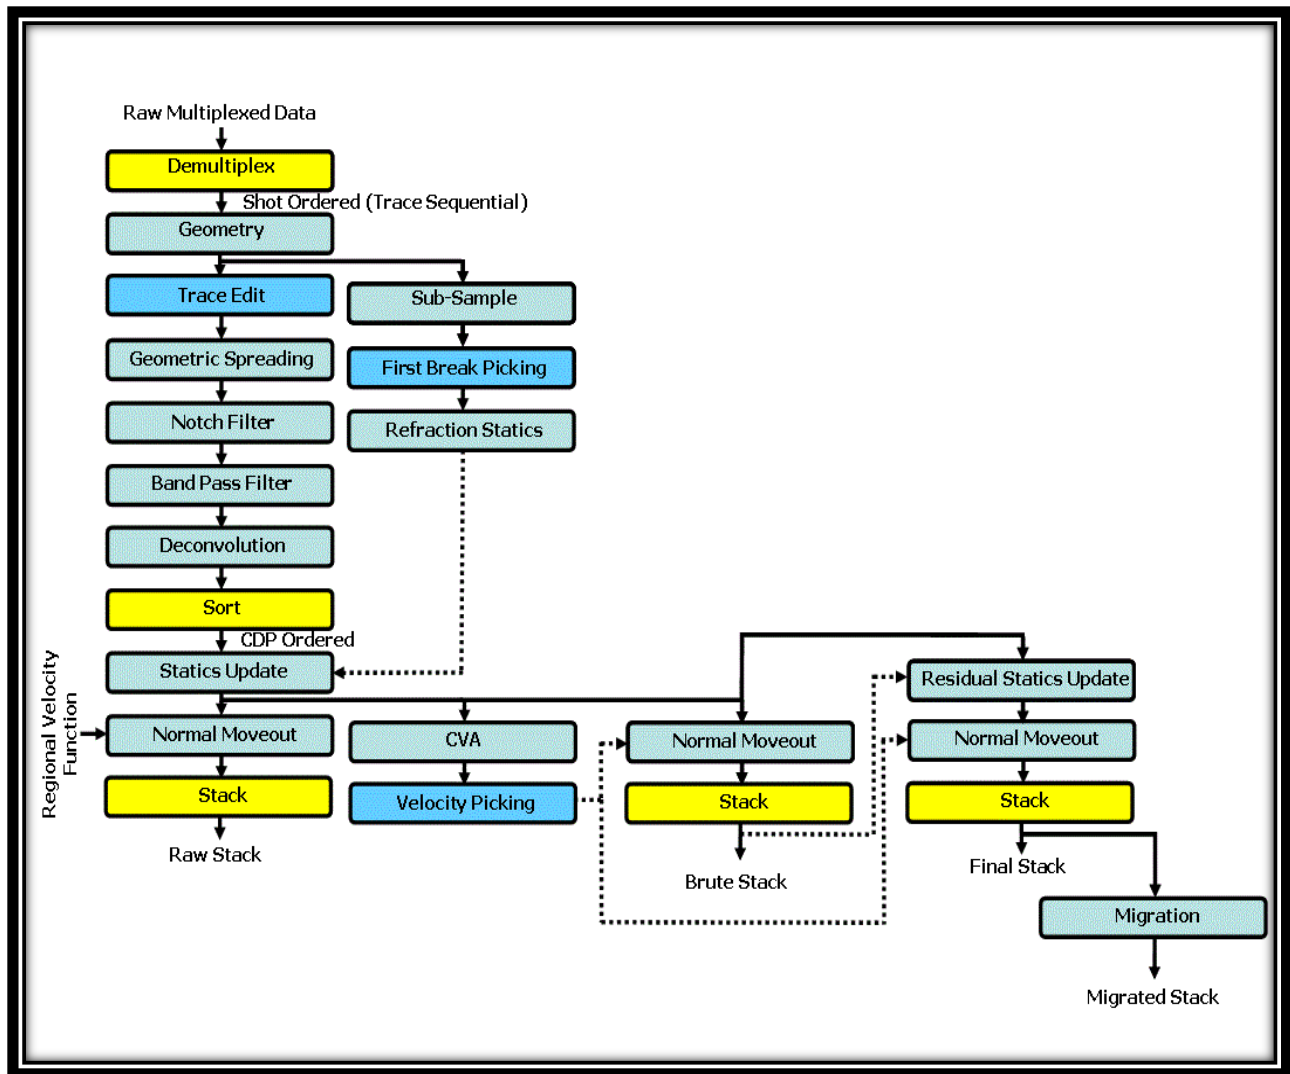 Raw Multiplexed Data
Demultiplex
Shot Ordered (Trace Sequential)
Geometry
Trace Edit
Sub-Sample
Geometric Spreading
First Break Picking
Notch Filter
Refraction Statics
Band Pass Filter
Deconvolution
Sort
CDP Ordered
Statics Update
Residual Statics Update
Regional Velocity
Function
Normal Moveout
CVA
Normal Moveout
Normal Moveout
Stack
Velocity Picking
Stack
Stack
Raw Stack
Brute Stack
Final Stack
Migration
Migrated Stack